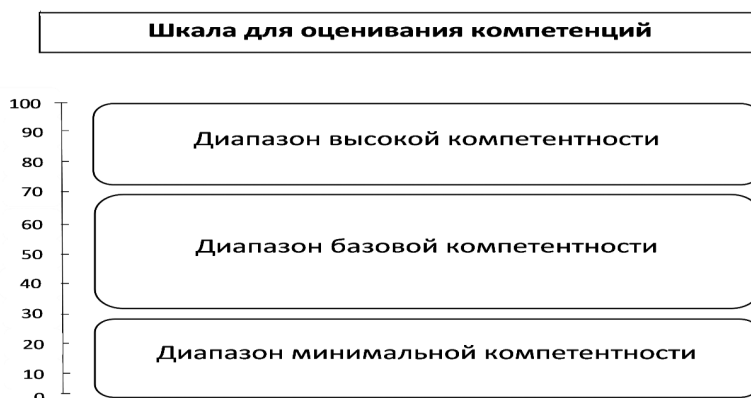 Шкала для оценивания компетенций
100
90
80
70
60
50
40
30
20
10
0
Диапазон высокой компетентности
Диапазон базовой компетентности
Диапазон минимальной компетентности